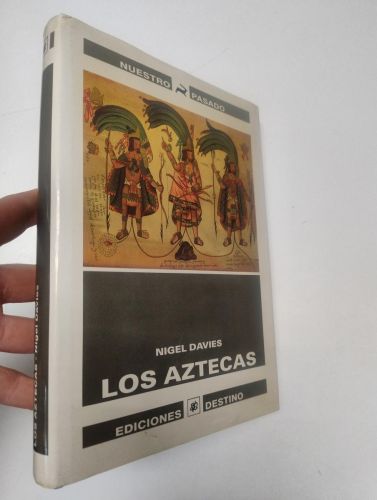 NUESTRO PASADO
NIGEL DAVIES
LOS AZTECAS
EDICIONES DESTINO
LOS AZTECAS - Nigel Davies